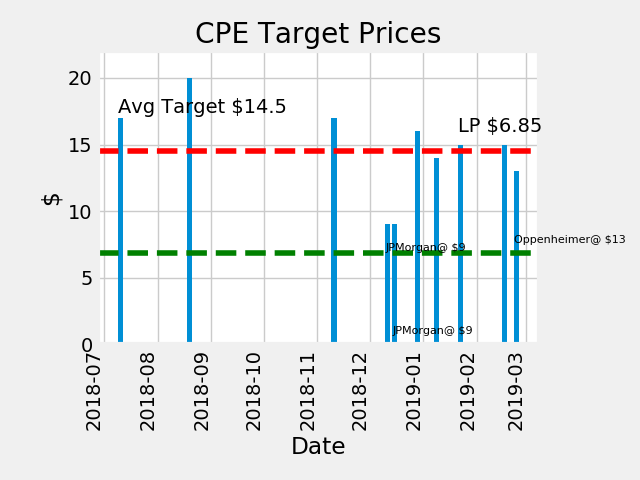 CPE Target Prices
20
Avg Target $14.5
LP $6.85
15
10
Oppenheimer@ $13
JPMorgan@ $9
5
JPMorgan@ $9
0
$
2018-07
2018-08
2018-09
2018-10
2018-11
2018-12
2019-01
2019-02
2019-03
Date